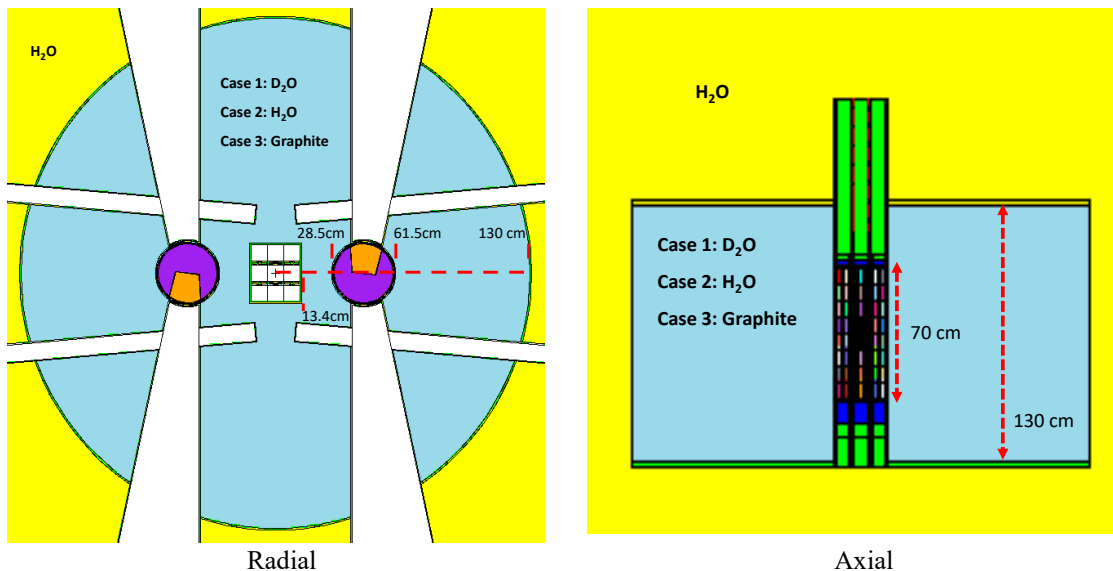 H₂O
Case 1: D₂O
Case 2: H₂O
Case 3: Graphite
28.5cm
61.5cm
130 cm
13.4cm
Radial
H₂O
Case 1: D₂O
Case 2: H₂O
Case 3: Graphite
70 cm
130 cm
Axial